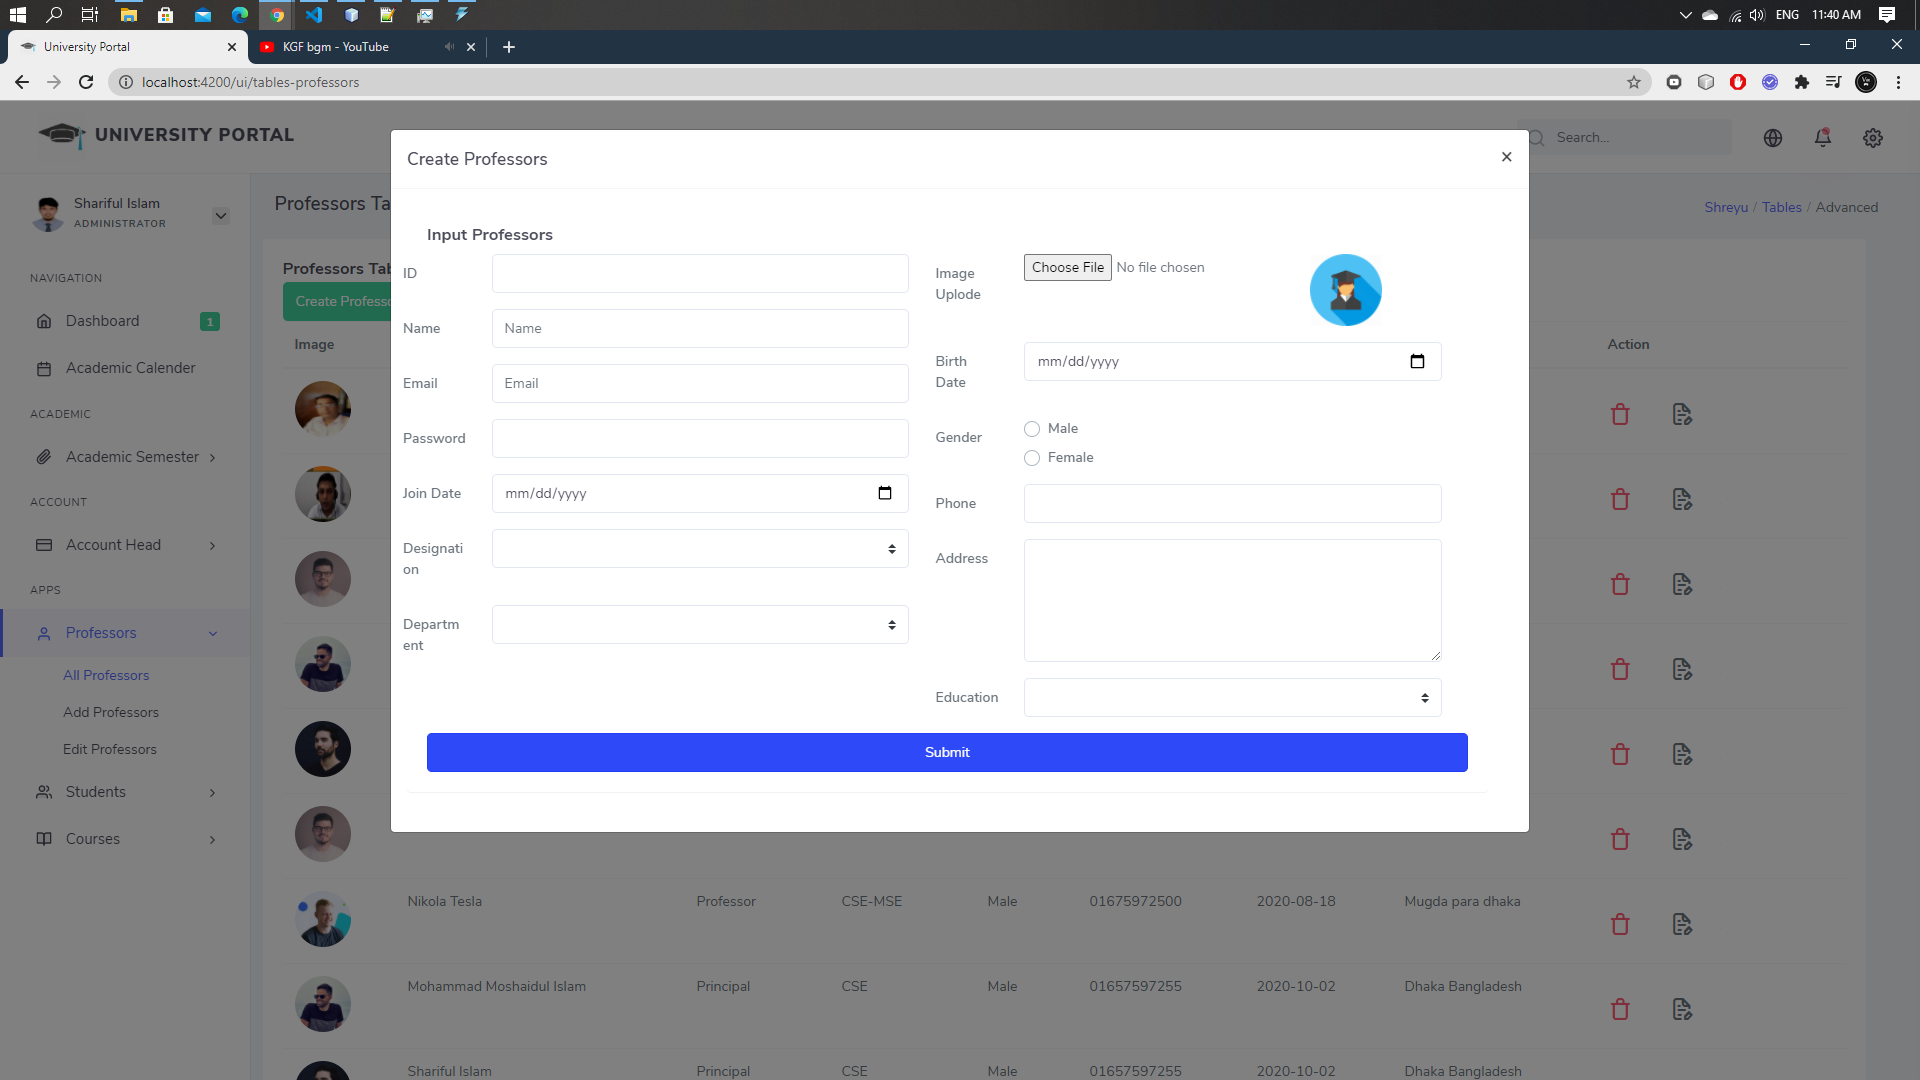 ENG 11:40 AM
University Portal
KGF bgm - YouTube
localhost:4200/ui/tables-professors
UNIVERSITY PORTAL
Search...
Shariful Islam
ADMINISTRATOR
NAVIGATION
Dashboard 1
Academic Calender
ACADEMIC
Academic Semester
ACCOUNT
Account Head
APPS
Professors
All Professors
Add Professors
Edit Professors
Students
Courses
Professors Ta
Shreyu / Tables / Advanced
Professors Tab
Create Profess
Image
Action
Create Professors
×
Input Professors
ID
Name
Name
Email
Email
Password
Join Date
mm/dd/yyyy
Designati
on
Departm
ent
Image
Uplode
Choose File No file chosen
Birth
Date
mm/dd/yyyy
Gender
Male
Female
Phone
Address
Education
Submit
Nikola Tesla Professor CSE-MSE Male 01675972500 2020-08-18 Mugda para dhaka
Mohammad Moshaidul Islam Principal CSE Male 01657597255 2020-10-02 Dhaka Bangladesh
Shariful Islam Principal CSE Male 01657597255 2020-10-02 Dhaka Bangladesh